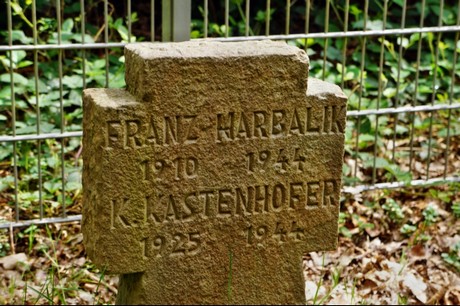 FRANZ HARBALIK
1910 1944
K. KASTENHOFER
1925 - 1944